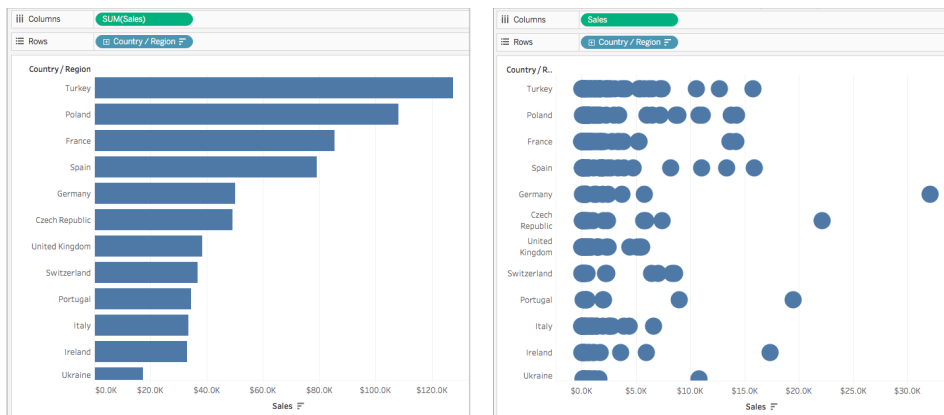 Columns SUM(Sales)
Rows Country / Region
Country / Region
Turkey
Poland
France
Spain
Germany
Czech Republic
United Kingdom
Switzerland
Portugal
Italy
Ireland
Ukraine
$0.0K $20.0K $40.0K $60.0K $80.0K $100.0K $120.0K
Sales
Columns Sales
Rows Country / Region
Country / R..
Turkey
Poland
France
Spain
Germany
Czech
Republic
United
Kingdom
Switzerland
Portugal
Italy
Ireland
Ukraine
$0.0K $5.0K $10.0K $15.0K $20.0K $25.0K $30.0K
Sales